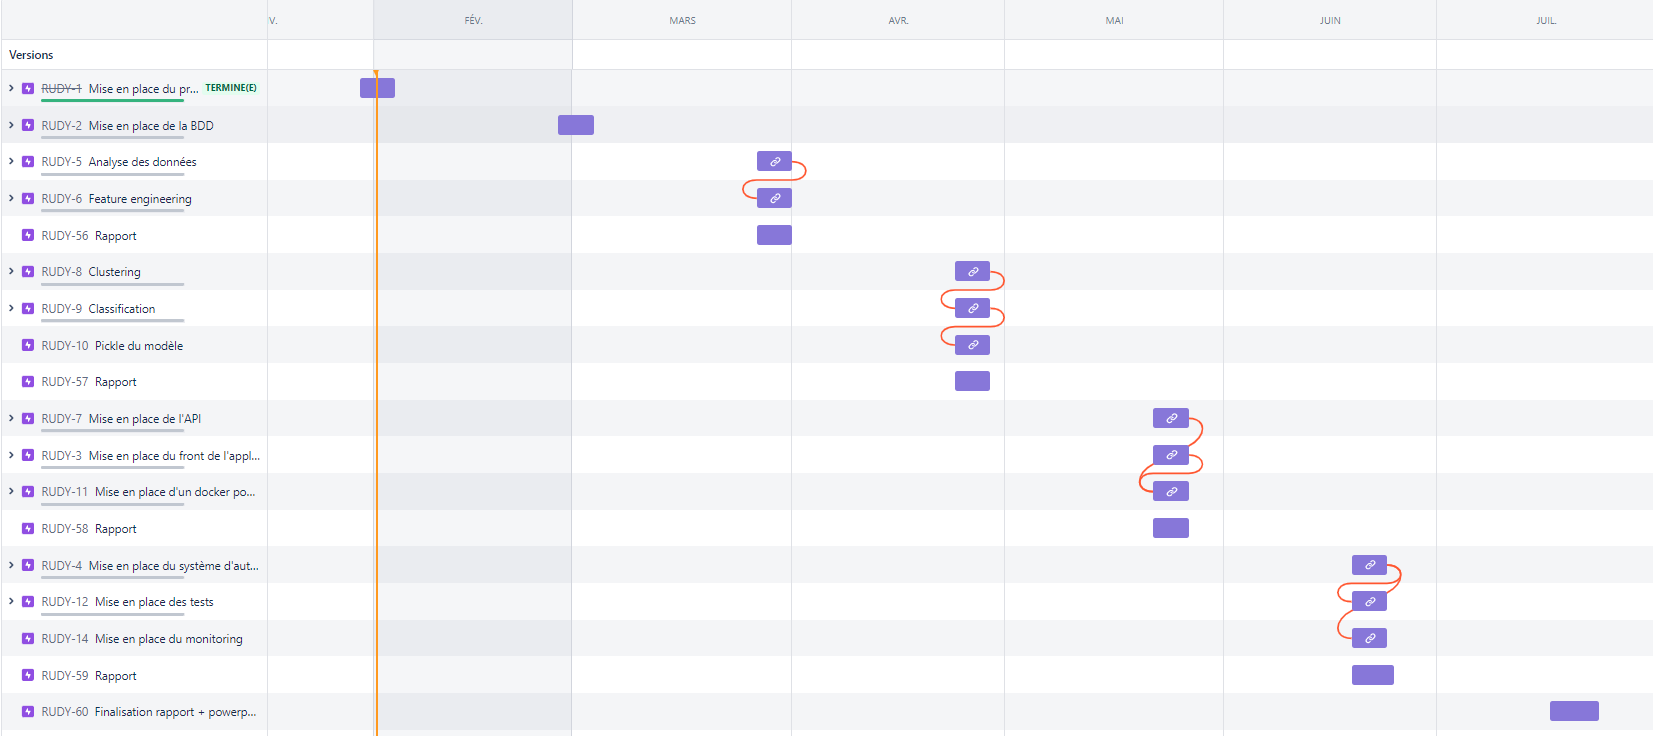 V.
FÉV.
MARS
AVR.
MAI
JUIN
JUIL.
Versions
RUDY-1 Mise en place du pr... TERMINE(E)
RUDY-2 Mise en place de la BDD
RUDY-5 Analyse des données
RUDY-6 Feature engineering
RUDY-56 Rapport
RUDY-8 Clustering
RUDY-9 Classification
RUDY-10 Pickle du modèle
RUDY-57 Rapport
RUDY-7 Mise en place de l'API
RUDY-3 Mise en place du front de l'appl...
RUDY-11 Mise en place d'un docker po...
RUDY-58 Rapport
RUDY-4 Mise en place du système d'aut...
RUDY-12 Mise en place des tests
RUDY-14 Mise en place du monitoring
RUDY-59 Rapport
RUDY-60 Finalisation rapport + powerp...